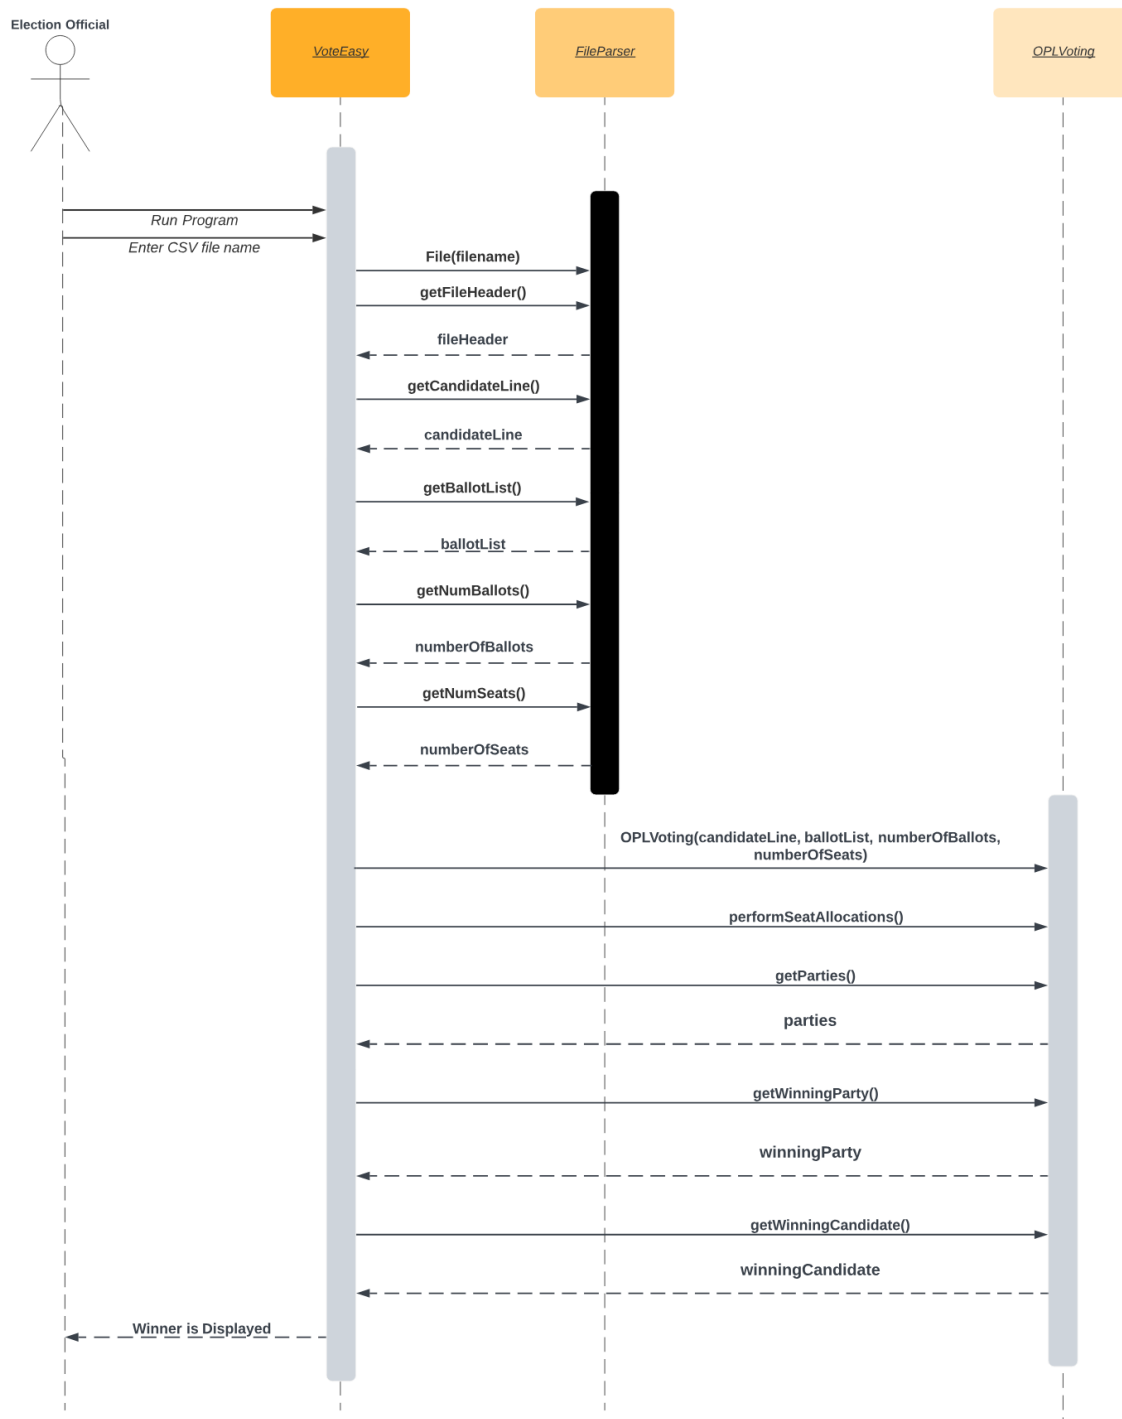 Election Official
VoteEasy
FileParser
OPLVoting
Run Program
Enter CSV file name
File(filename)
getFileHeader()
fileHeader
getCandidateLine()
candidateLine
getBallotList()
ballotList
getNumBallots()
numberOfBallots
getNumSeats()
numberOfSeats
OPLVoting(candidateLine, ballotList, numberOfBallots,
numberOfSeats)
performSeatAllocations()
getParties()
parties
getWinningParty()
winningParty
getWinningCandidate()
winningCandidate
Winner is Displayed